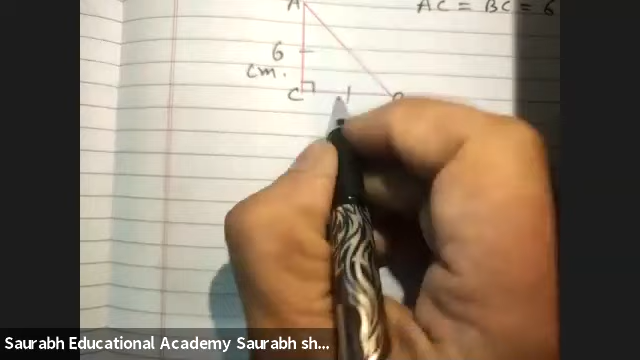 A AC = BC = 6
6
cm.
C
Saurabh Educational Academy Saurabh sh...